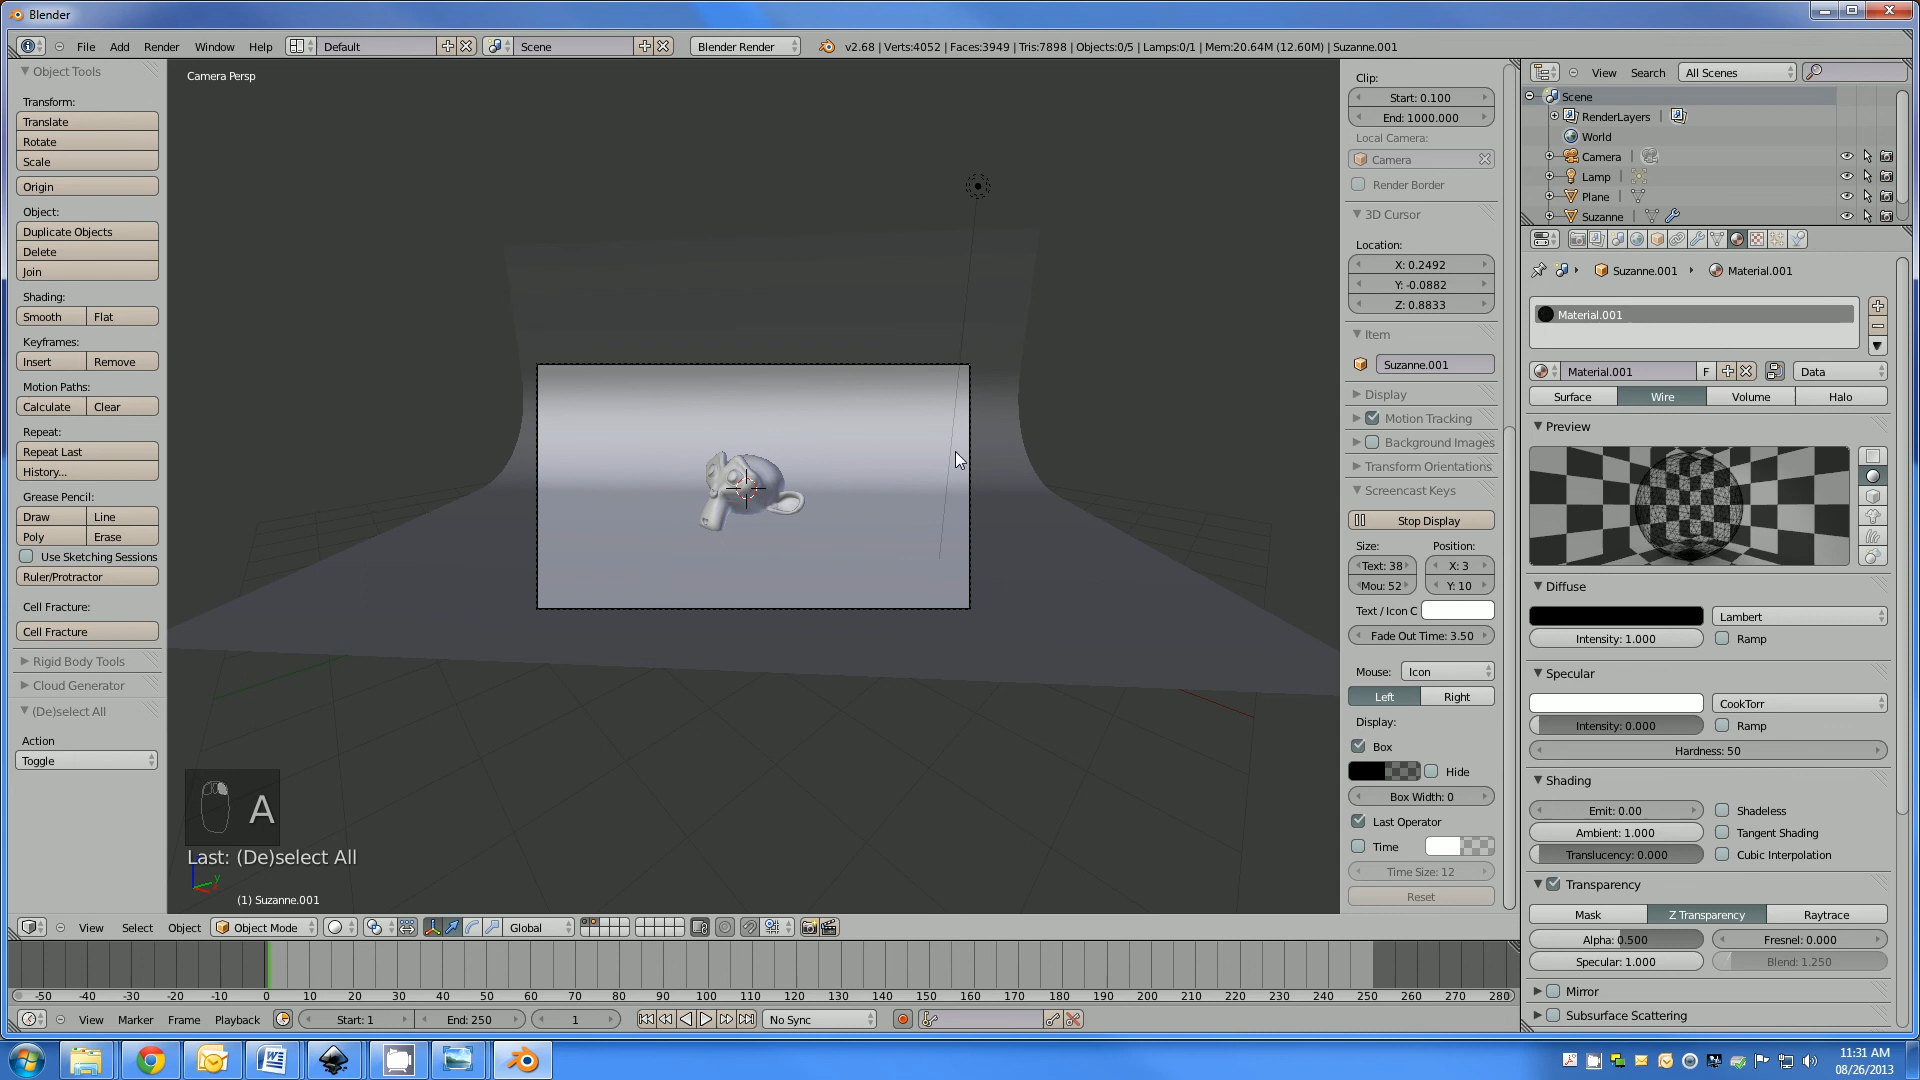 Blender
File Add Render Window Help Default Scene Blender Render v2.68 | Verts:4052 | Faces:3949 | Tris:7898 | Objects:0/5 | Lamps:0/1 | Mem:20.64M (12.60M) | Suzanne.001
Object Tools
Transform:
Translate
Rotate
Scale
Origin
Object:
Duplicate Objects
Delete
Join
Shading:
Smooth Flat
Keyframes:
Insert Remove
Motion Paths:
Calculate Clear
Repeat:
Repeat Last
History...
Grease Pencil:
Draw Line
Poly Erase
Use Sketching Sessions
Ruler/Protractor
Cell Fracture:
Cell Fracture
Rigid Body Tools
Cloud Generator
(De)select All
Action
Toggle
Camera Persp
A
Last: (De)select All
y
(1) Suzanne.001
Clip:
Start: 0.100
End: 1000.000
Local Camera:
Camera
Render Border
3D Cursor
Location:
X: 0.2492
Y: -0.0882
Z: 0.8833
Item
Suzanne.001
Display
Motion Tracking
Background Images
Transform Orientations
Screencast Keys
Stop Display
Size: Position:
Text: 38 X: 3
Mou: 52 Y: 10
Text / Icon C
Fade Out Time: 3.50
Mouse: Icon
Left Right
Display:
Box
Hide
Box Width: 0
Last Operator
Time
Time Size: 12
Reset
View Search All Scenes
Scene
RenderLayers |
World
Camera |
Lamp |
Plane |
Suzanne |
Suzanne.001 Material.001
Material.001
Material.001 F Data
Surface Wire Volume Halo
Preview
Diffuse
Lambert
Intensity: 1.000 Ramp
Specular
CookTorr
Intensity: 0.000 Ramp
Hardness: 50
Shading
Emit: 0.00 Shadeless
Ambient: 1.000 Tangent Shading
Translucency: 0.000 Cubic Interpolation
Transparency
Mask Z Transparency Raytrace
Alpha: 0.500 Fresnel: 0.000
Specular: 1.000 Blend: 1.250
Mirror
Subsurface Scattering
View Select Object Object Mode Global
-50 -40 -30 -20 -10 0 10 20 30 40 50 60 70 80 90 100 110 120 130 140 150 160 170 180 190 200 210 220 230 240 250 260 270 280
View Marker Frame Playback Start: 1 End: 250 1 No Sync
11:31 AM
08/26/2013